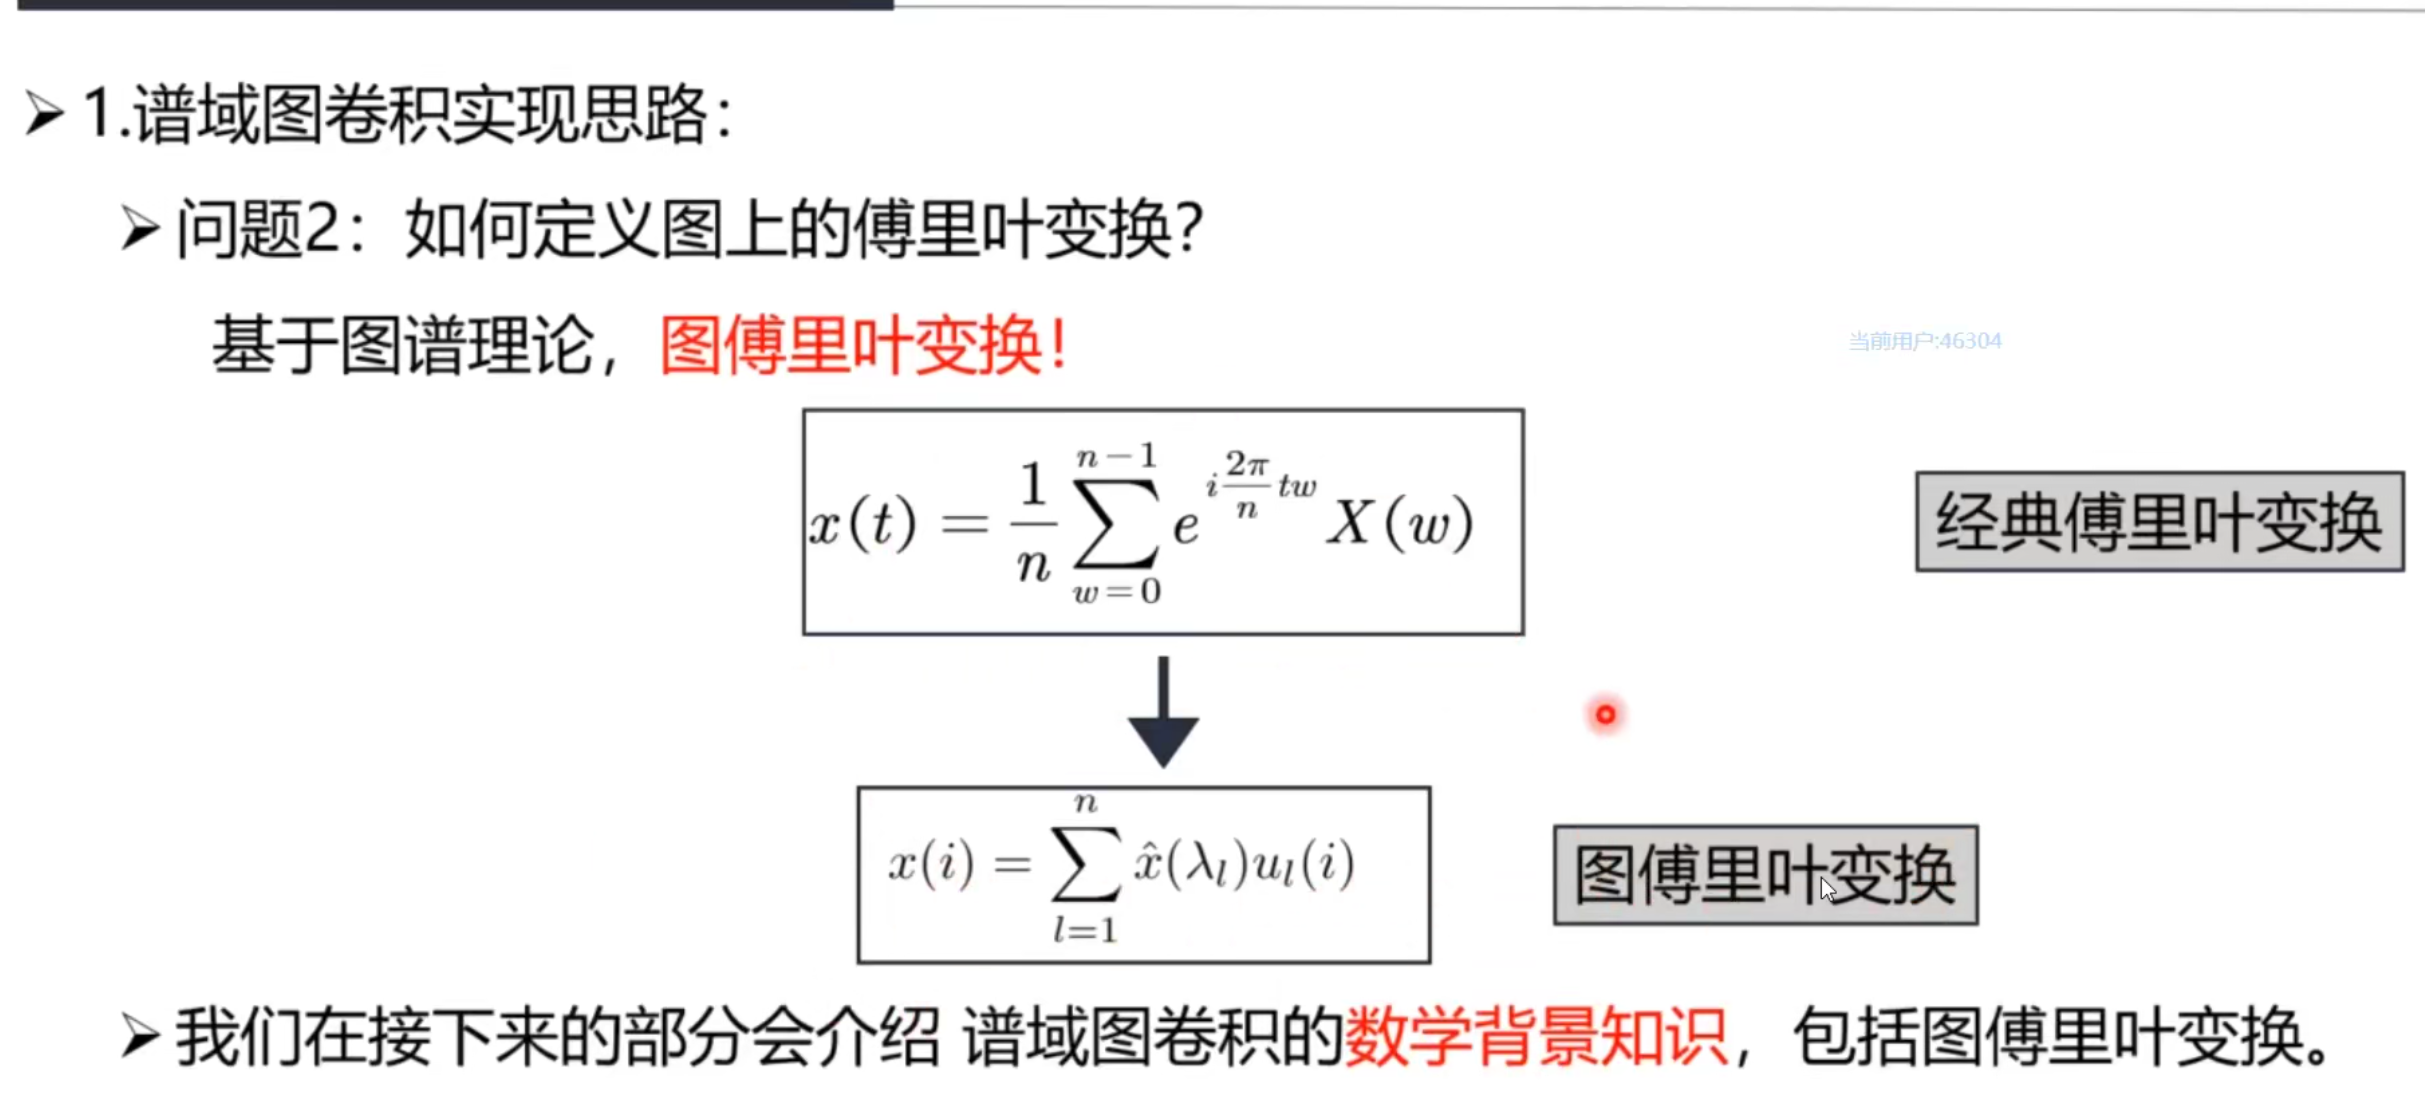 ➢ 1.谱域图卷积实现思路：
➢ 问题2：如何定义图上的傅里叶变换？
基于图谱理论，图傅里叶变换！
当前用户:46304
x(t) = \frac{1}{n} \sum_{w=0}^{n-1} e^{i\frac{2\pi}{n}tw} X(w)
经典傅里叶变换
x(i) = \sum_{l=1}^{n} \hat{x}(\lambda_l)u_l(i)
图傅里叶变换
➢ 我们在接下来的部分会介绍 谱域图卷积的数学背景知识，包括图傅里叶变换。